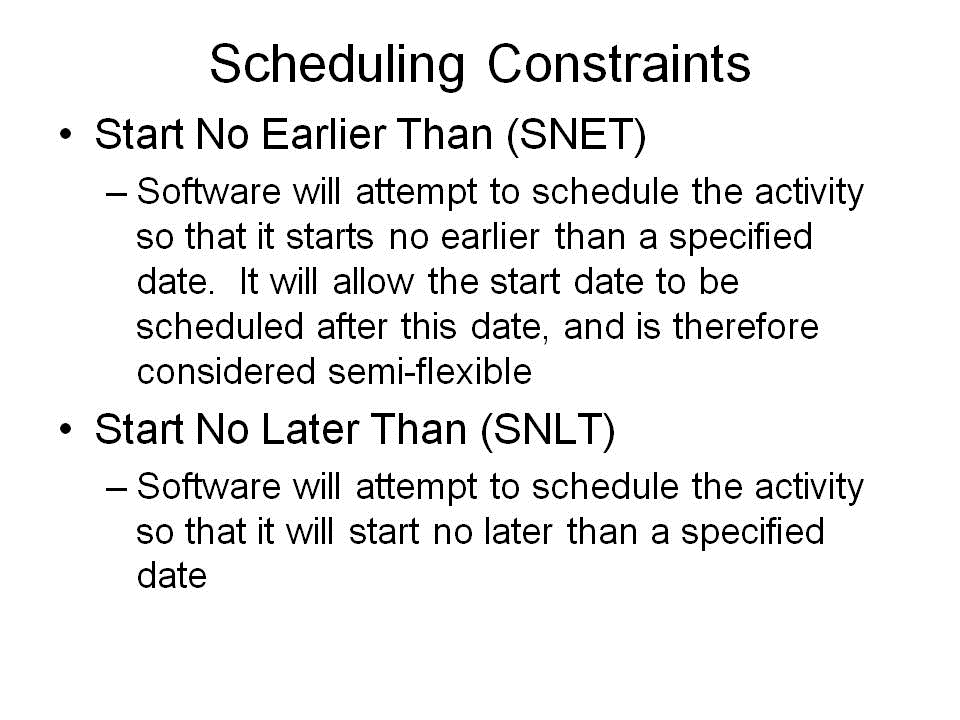 Scheduling Constraints
• Start No Earlier Than (SNET)
– Software will attempt to schedule the activity
so that it starts no earlier than a specified
date.  It will allow the start date to be
scheduled after this date, and is therefore
considered semi-flexible
• Start No Later Than (SNLT)
– Software will attempt to schedule the activity
so that it will start no later than a specified
date